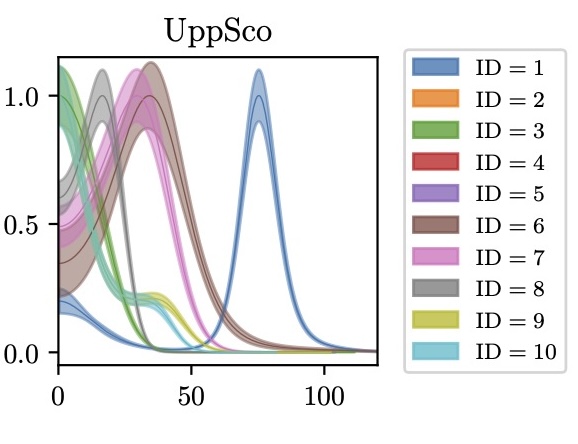 UppSco
1.0
0.5
0.0
0
50
100
ID = 1
ID = 2
ID = 3
ID = 4
ID = 5
ID = 6
ID = 7
ID = 8
ID = 9
ID = 10